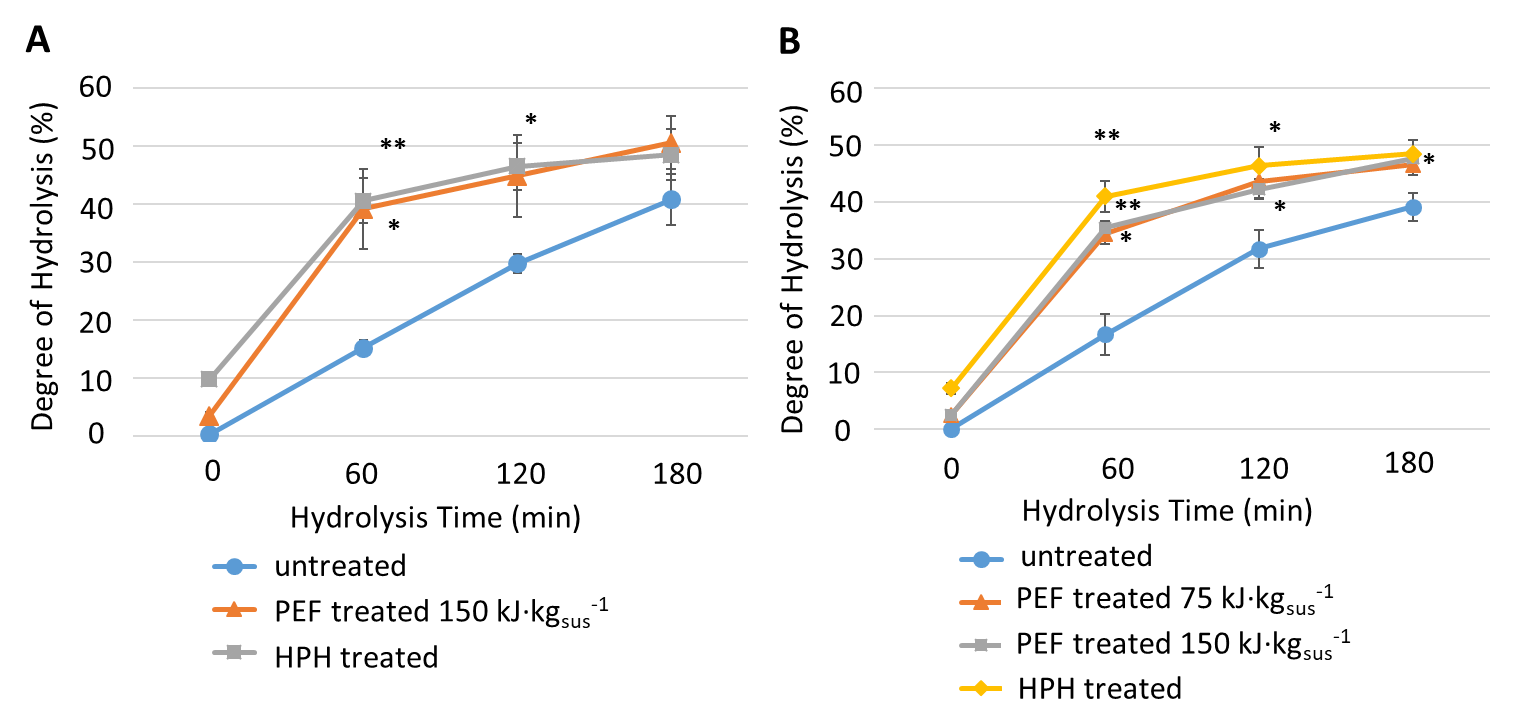 A
Degree of Hydrolysis (%)
60
50
40
30
20
10
0
**
*
*
0 60 120 180
Hydrolysis Time (min)
untreated
PEF treated 150 kJ·kgsus-1
HPH treated
B
Degree of Hydrolysis (%)
60
50
40
30
20
10
0
**
*
**
*
*
*
0 60 120 180
Hydrolysis Time (min)
untreated
PEF treated 75 kJ·kgsus-1
PEF treated 150 kJ·kgsus-1
HPH treated